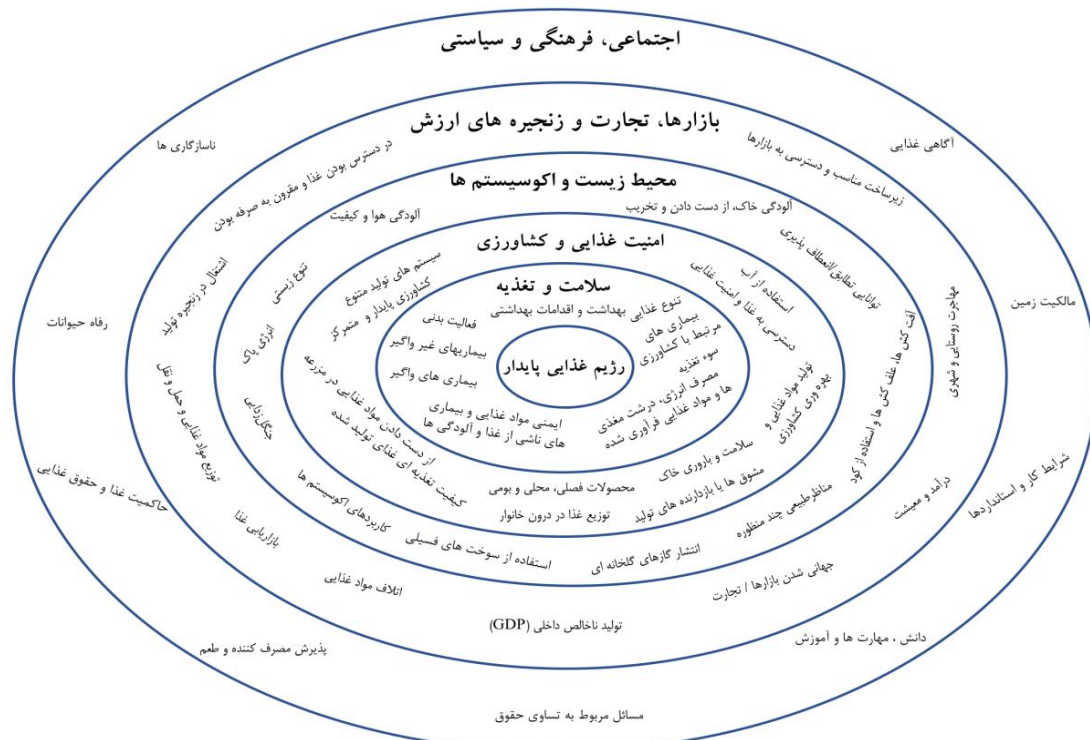 اجتماعی، فرهنگی و سیاستی
ناسازگاری ها
آگاهی غذایی
رفاه حیوانات
مالکیت زمین
حاکمیت غذا و حقوق غذایی
شرایط کار و استانداردها
پذیرش مصرف کننده و طعم
دانش ، مهارت ها و آموزش
مسائل مربوط به تساوی حقوق
بازارها، تجارت و زنجیره های ارزش
در دسترس بودن غذا و مقرون به صرفه بودن
زیرساخت مناسب و دسترسی به بازارها
اشتغال در زنجیره تولید
مهاجرت روستایی و شهری
توزیع مواد غذایی و حمل و نقل
درآمد و معیشت
بازاریابی غذا
اتلاف مواد غذایی
جهانی شدن بازارها / تجارت
تولید ناخالص داخلی (GDP)
محیط زیست و اکوسیستم ها
آلودگی هوا و کیفیت
آلودگی خاک، از دست دادن و تخریب
تنوع زیستی
توانایی تطابق/انعطاف پذیری
انرژی پاک
آفت کش ها، علف کش ها و استفاده از کود
جنگل زدایی
کاربردهای اکوسیستم ها
مناظر طبیعی چند منظوره
استفاده از سوخت های فسیلی
انتشار گازهای گلخانه ای
امنیت غذایی و کشاورزی
سیستم های تولید متنوع
کشاورزی پایدار و متمرکز
استفاده از آب
دسترسی به غذا و امنیت غذایی
تولید مواد غذایی و
بهره وری کشاورزی
از دست دادن مواد غذایی در مزرعه
کیفیت تغذیه ای غذای تولید شده
سلامت و باروری خاک
محصولات فصلی، محلی و بومی
مشوق ها یا بازدارنده های تولید
توزیع غذا در درون خانوار
سلامت و تغذیه
تنوع غذایی
بهداشت و اقدامات بهداشتی
فعالیت بدنی
بیماری های
مرتبط با کشاورزی
بیماریهای غیر واگیر
سوء تغذیه
بیماری های واگیر
مصرف انرژی، درشت مغذی
ها و مواد غذایی فرآوری شده
ایمنی مواد غذایی و بیماری
های ناشی از غذا و آلودگی ها
رژیم غذایی پایدار